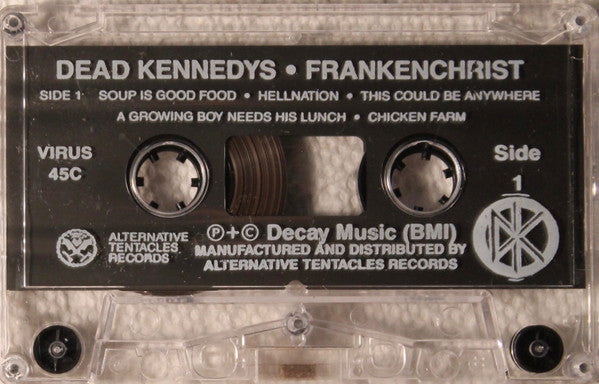 DEAD KENNEDYS • FRANKENCHRIST
SIDE 1 SOUP IS GOOD FOOD • HELLNATION • THIS COULD BE ANYWHERE
A GROWING BOY NEEDS HIS LUNCH • CHICKEN FARM
VIRUS
45C
Side
1
ALTERNATIVE
TENTACLES
RECORDS
℗+© Decay Music (BMI)
MANUFACTURED AND DISTRIBUTED BY
ALTERNATIVE TENTACLES RECORDS
DK